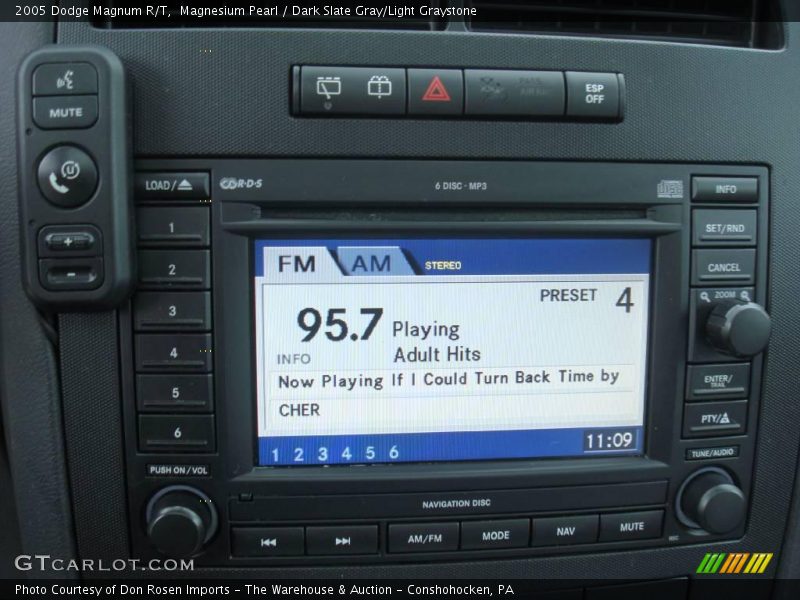 2005 Dodge Magnum R/T,  Magnesium Pearl / Dark Slate Gray/Light Graystone
MUTE
ESP
OFF
LOAD/
R·D·S
6 DISC · MP3
INFO
1
SET/RND
2
CANCEL
3
ZOOM
4
ENTER/
TRAIL
5
PTY/
6
TUNE/AUDIO
PUSH ON / VOL
FM AM STEREO
PRESET 4
95.7 Playing
INFO Adult Hits
Now Playing If I Could Turn Back Time by
CHER
1 2 3 4 5 6 11:09
NAVIGATION DISC
AM/FM MODE NAV MUTE
REC
GTCARLOT.COM
Photo Courtesy of Don Rosen Imports - The Warehouse & Auction - Conshohocken, PA